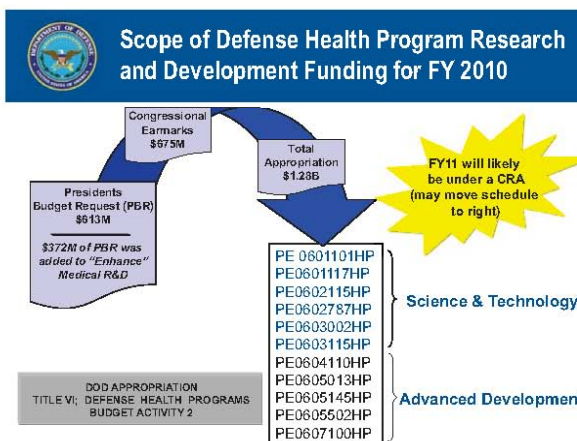 Scope of Defense Health Program Research
and Development Funding for FY 2010
Congressional
Earmarks
$675M
Total
Appropriation
$1.28B
FY11 will likely
be under a CRA
(may move schedule
to right)
Presidents
Budget Request (PBR)
$613M
$372M of PBR was
added to "Enhance"
Medical R&D
PE 0601101HP
PE0601117HP
PE0602115HP
PE0602787HP
PE0603002HP
PE0603115HP
PE0604110HP
PE0605013HP
PE0605145HP
PE0605502HP
PE0607100HP
Science & Technology
Advanced Development
DOD APPROPRIATION
TITLE VI; DEFENSE HEALTH PROGRAMS
BUDGET ACTIVITY 2